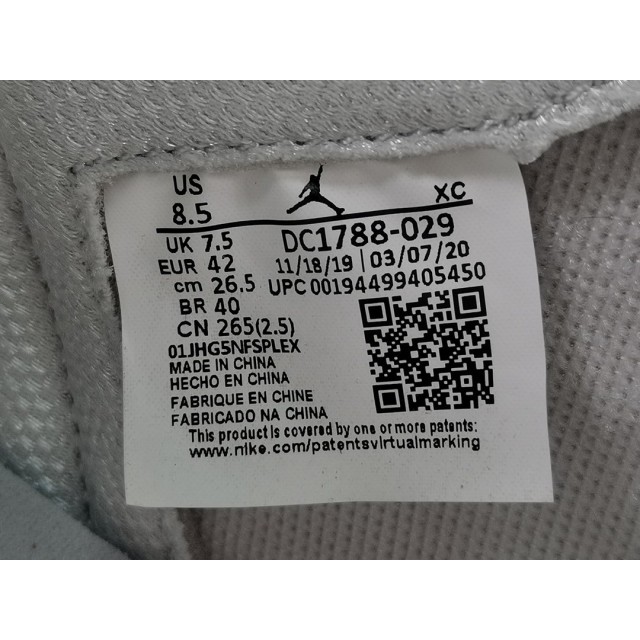 US
8.5
XC
UK 7.5
DC1788-029
EUR 42
11/18/19 | 03/07/20
cm 26.5
UPC 00194499405450
BR 40
CN 265(2.5)
01JHG5NFSPLEX
MADE IN CHINA
HECHO EN CHINA
FABRIQUE EN CHINE
FABRICADO NA CHINA
This product is covered by one or more patents:
www.nike.com/patentsvirtualmarking